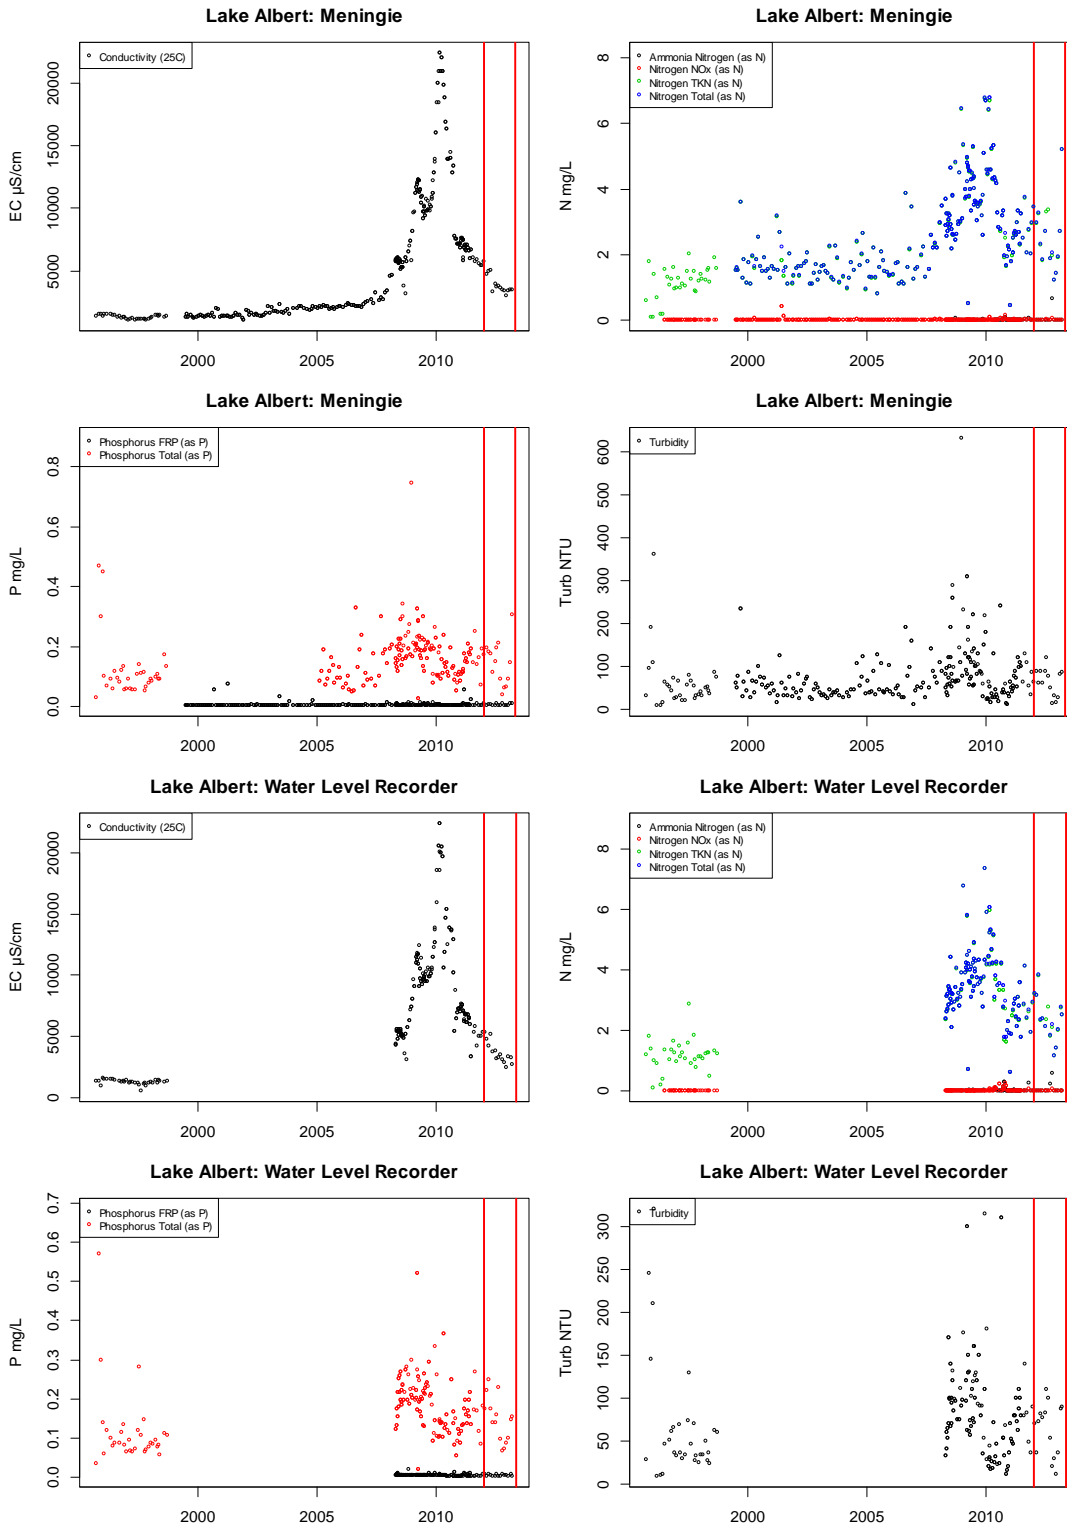 Lake Albert: Meningie
Conductivity (25C)
EC µS/cm
5000 10000 15000 20000
2000 2005 2010
Lake Albert: Meningie
Ammonia Nitrogen (as N)
Nitrogen NOx (as N)
Nitrogen TKN (as N)
Nitrogen Total (as N)
N mg/L
0 2 4 6 8
2000 2005 2010
Lake Albert: Meningie
Phosphorus FRP (as P)
Phosphorus Total (as P)
P mg/L
0.0 0.2 0.4 0.6 0.8
2000 2005 2010
Lake Albert: Meningie
Turbidity
Turb NTU
0 100 200 300 400 500 600
2000 2005 2010
Lake Albert: Water Level Recorder
Conductivity (25C)
EC µS/cm
0 5000 10000 15000 20000
2000 2005 2010
Lake Albert: Water Level Recorder
Ammonia Nitrogen (as N)
Nitrogen NOx (as N)
Nitrogen TKN (as N)
Nitrogen Total (as N)
N mg/L
0 2 4 6 8
2000 2005 2010
Lake Albert: Water Level Recorder
Phosphorus FRP (as P)
Phosphorus Total (as P)
P mg/L
0.0 0.1 0.2 0.3 0.4 0.5 0.6 0.7
2000 2005 2010
Lake Albert: Water Level Recorder
Turbidity
Turb NTU
0 50 100 150 200 250 300
2000 2005 2010